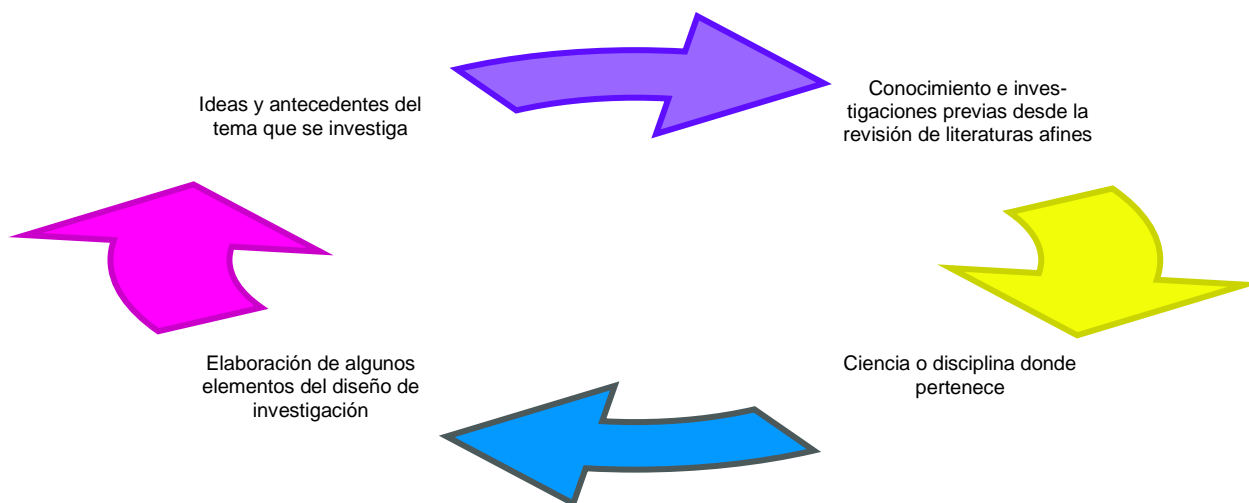 Ideas y antecedentes del
tema que se investiga
Conocimiento e inves-
tigaciones previas desde la
revisión de literaturas afines
Ciencia o disciplina donde
pertenece
Elaboración de algunos
elementos del diseño de
investigación